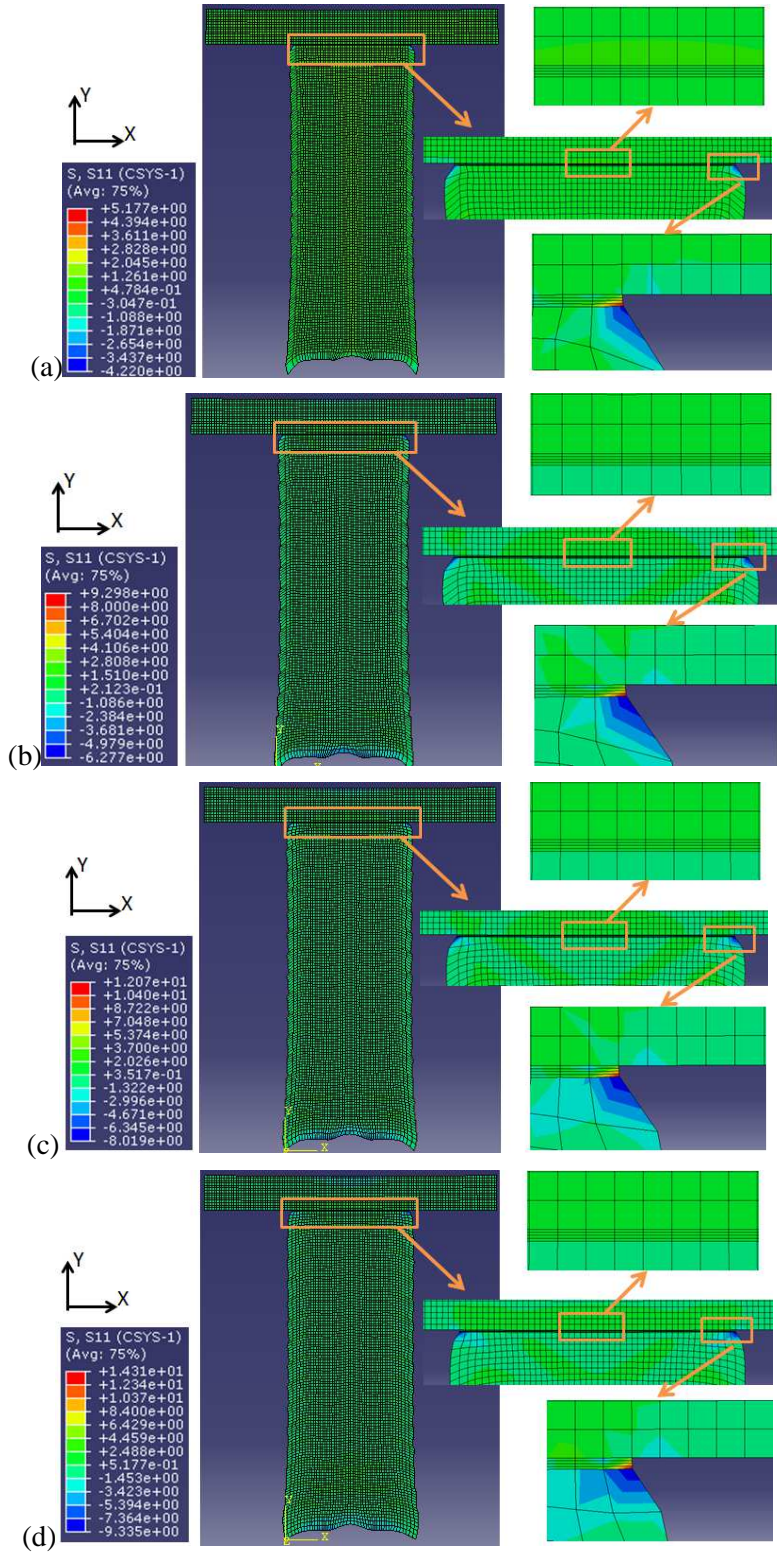 Y
X
S, S11 (CSYS-1)
(Avg: 75%)
+5.177e+00
+4.394e+00
+3.611e+00
+2.828e+00
+2.045e+00
+1.261e+00
+4.784e-01
-3.047e-01
-1.088e+00
-1.871e+00
-2.654e+00
-3.437e+00
-4.220e+00
(a)
Y
X
S, S11 (CSYS-1)
(Avg: 75%)
+9.298e+00
+8.000e+00
+6.702e+00
+5.404e+00
+4.106e+00
+2.808e+00
+1.510e+00
+2.123e-01
-1.086e+00
-2.384e+00
-3.681e+00
-4.979e+00
-6.277e+00
(b)
Y
X
S, S11 (CSYS-1)
(Avg: 75%)
+1.207e+01
+1.040e+01
+8.722e+00
+7.048e+00
+5.374e+00
+3.700e+00
+2.026e+00
+3.517e-01
-1.322e+00
-2.996e+00
-4.671e+00
-6.345e+00
-8.019e+00
Y
X
(c)
Y
X
S, S11 (CSYS-1)
(Avg: 75%)
+1.431e+01
+1.234e+01
+1.037e+01
+8.400e+00
+6.429e+00
+4.459e+00
+2.488e+00
+5.177e-01
-1.453e+00
-3.423e+00
-5.394e+00
-7.364e+00
-9.335e+00
Y
Z X
(d)